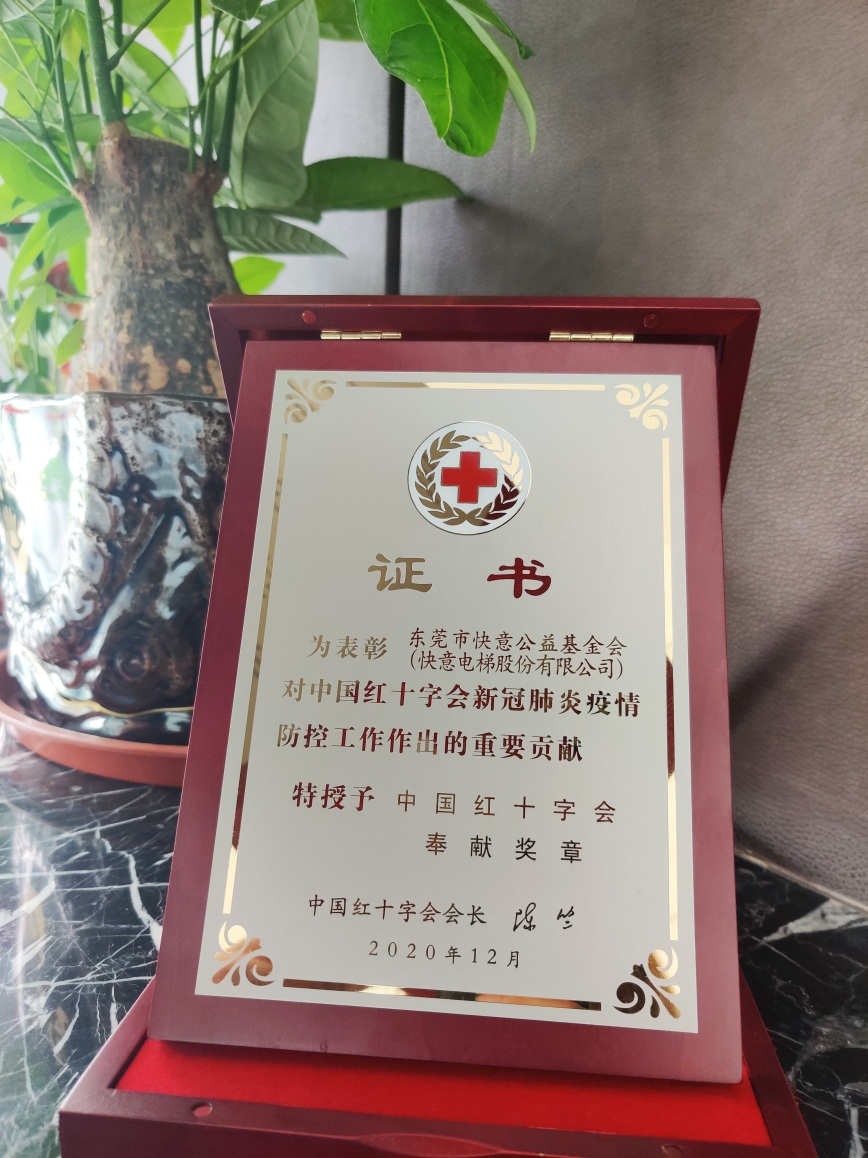 证 书
为表彰 东莞市快意公益基金会
(快意电梯股份有限公司)
对中国红十字会新冠肺炎疫情
防控工作作出的重要贡献
特授予 中国红十字会
奉献奖章
中国红十字会会长 陈竺
2020年12月